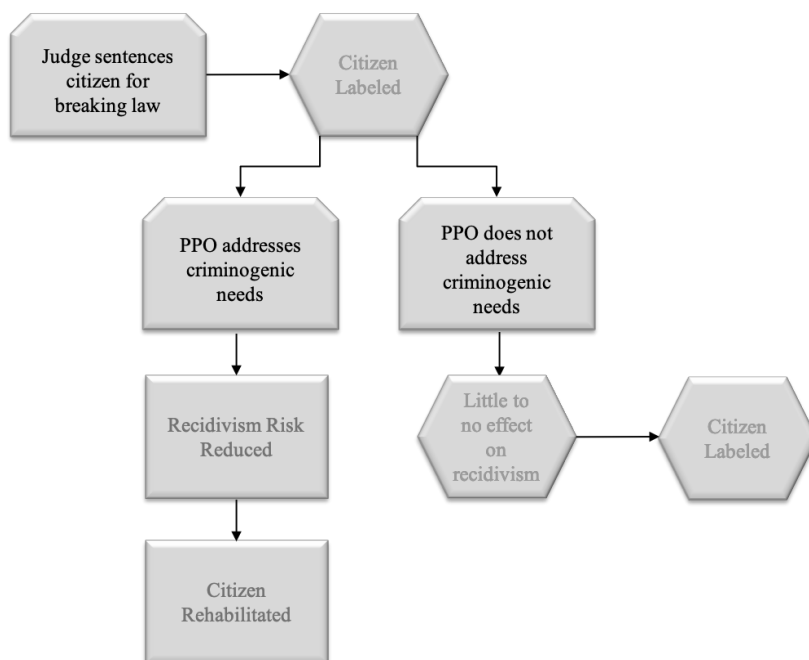 Judge sentences
citizen for
breaking law
Citizen
Labeled
PPO addresses
criminogenic
needs
PPO does not
address
criminogenic
needs
Recidivism Risk
Reduced
Little to
no effect
on
recidivism
Citizen
Labeled
Citizen
Rehabilitated